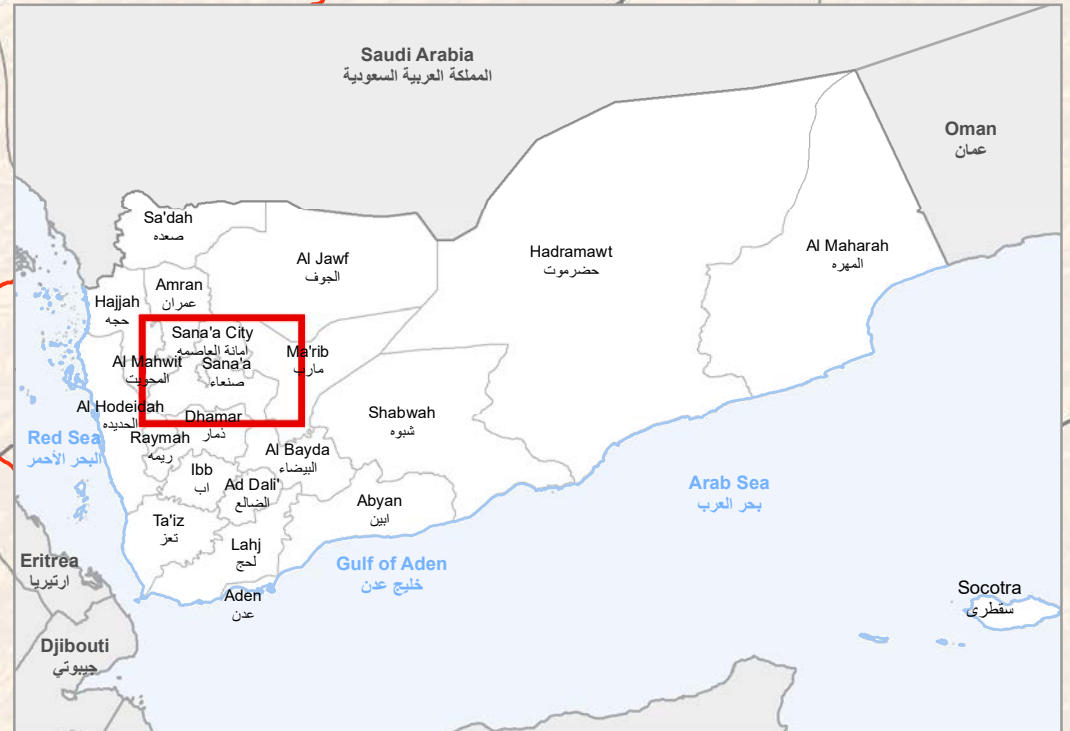 Saudi Arabia
المملكة العربية السعودية
Oman
عمان
Sa'dah
صعده
Al Jawf
الجوف
Hadramawt
حضرموت
Al Maharah
المهره
Amran
عمران
Hajjah
حجه
Sana'a City
امانة العاصمه
Al Mahwit
المحويت
Sana'a
صنعاء
Ma'rib
مارب
Al Hodeidah
الحديده
Dhamar
ذمار
Shabwah
شبوه
Red Sea
البحر الأحمر
Raymah
ريمه
Al Bayda
البيضاء
Ibb
اب
Ad Dali'
الضالع
Abyan
ابين
Arab Sea
بحر العرب
Ta'iz
تعز
Lahj
لحج
Gulf of Aden
خليج عدن
Eritrea
ارتيريا
Aden
عدن
Socotra
سقطرى
Djibouti
جيبوتي